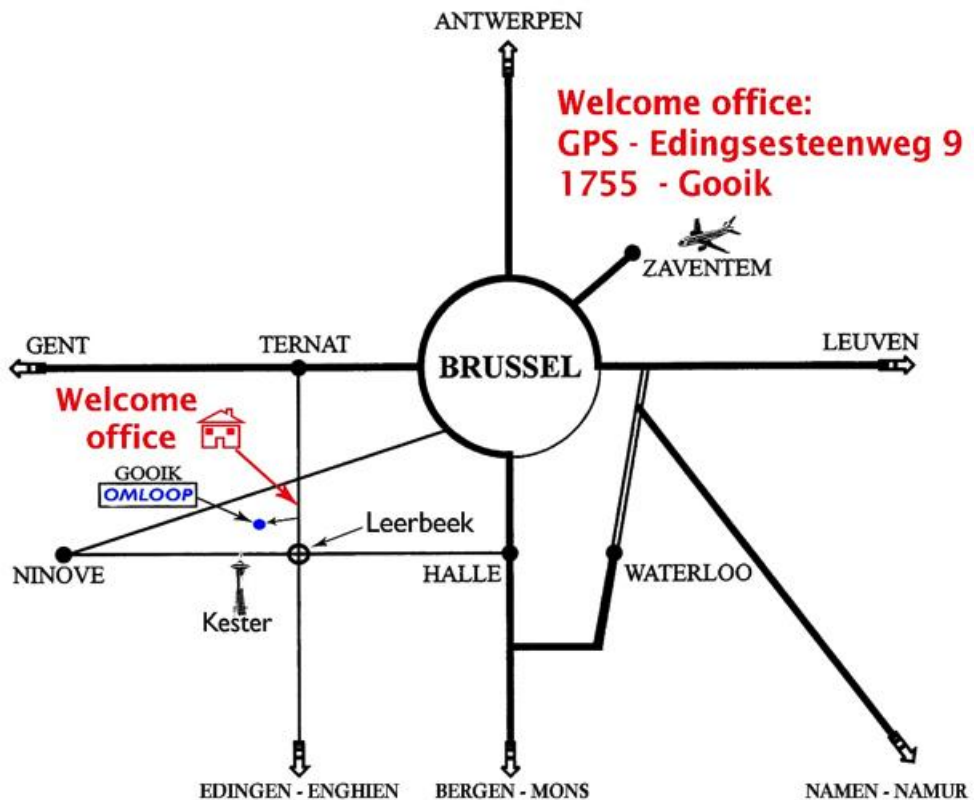 ANTWERPEN
Welcome office:
GPS - Edingsesteenweg 9
1755 - Gooik
ZAVENTEM
GENT
TERNAT
BRUSSEL
LEUVEN
Welcome
office
GOOIK
OMLOOP
Leerbeek
NINOVE
HALLE
WATERLOO
Kester
EDINGEN - ENGHIEN
BERGEN - MONS
NAMEN - NAMUR